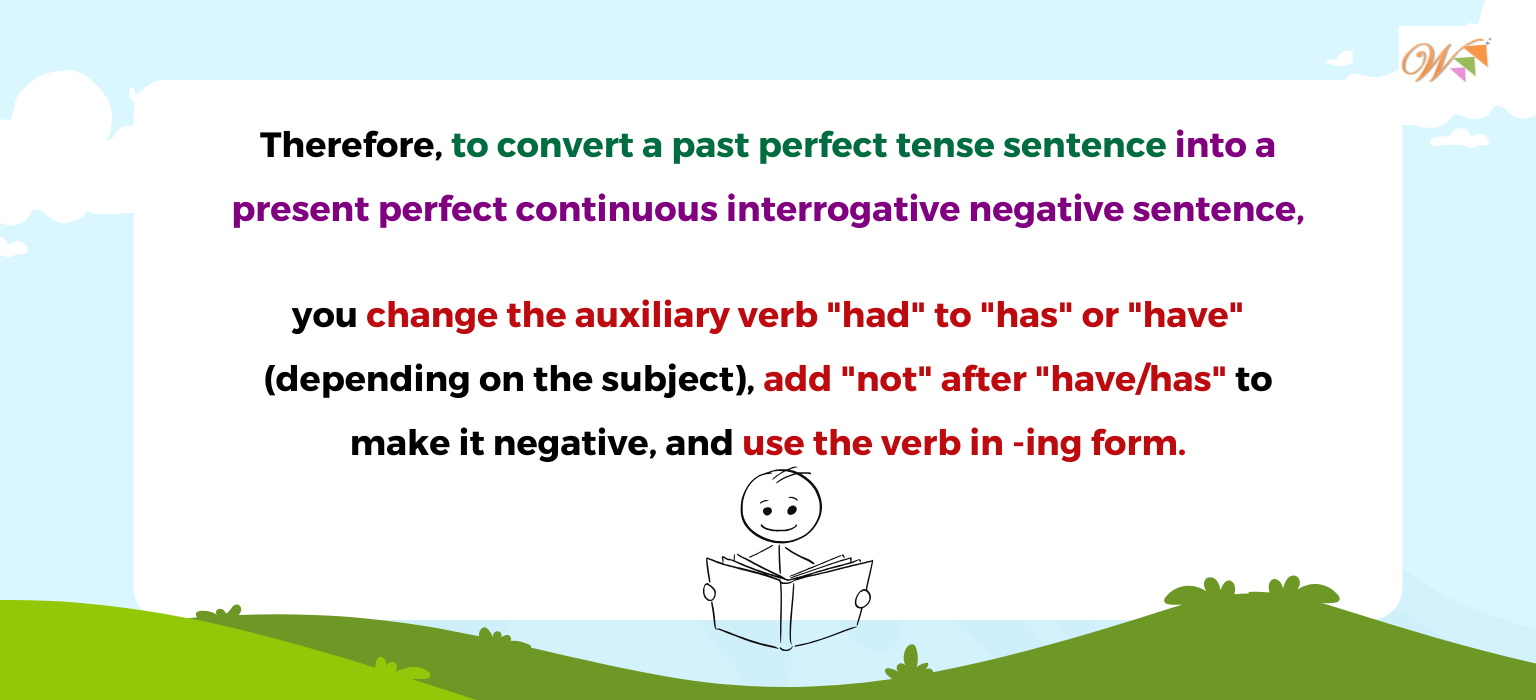 Therefore, to convert a past perfect tense sentence into a
present perfect continuous interrogative negative sentence,
you change the auxiliary verb "had" to "has" or "have"
(depending on the subject), add "not" after "have/has" to
make it negative, and use the verb in -ing form.
W